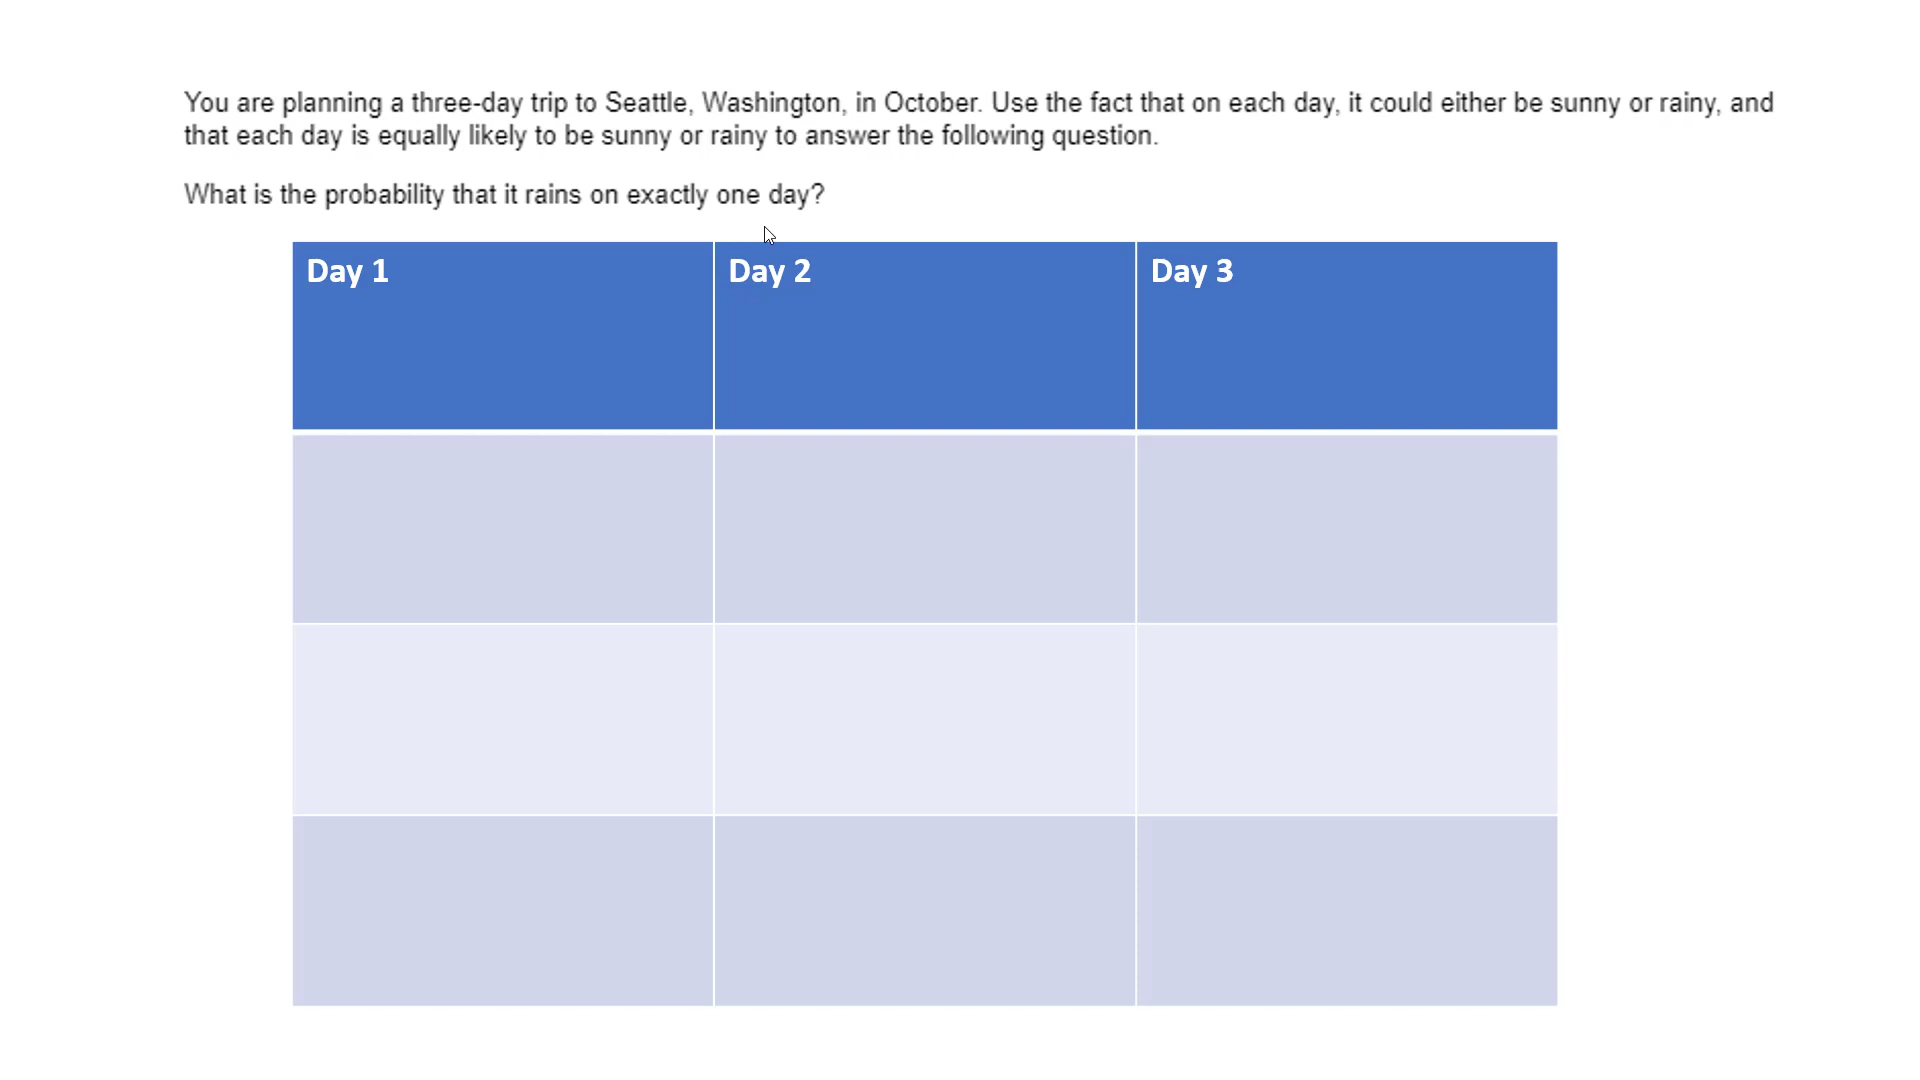 You are planning a three-day trip to Seattle, Washington, in October. Use the fact that on each day, it could either be sunny or rainy, and
that each day is equally likely to be sunny or rainy to answer the following question.
What is the probability that it rains on exactly one day?
Day 1 Day 2 Day 3